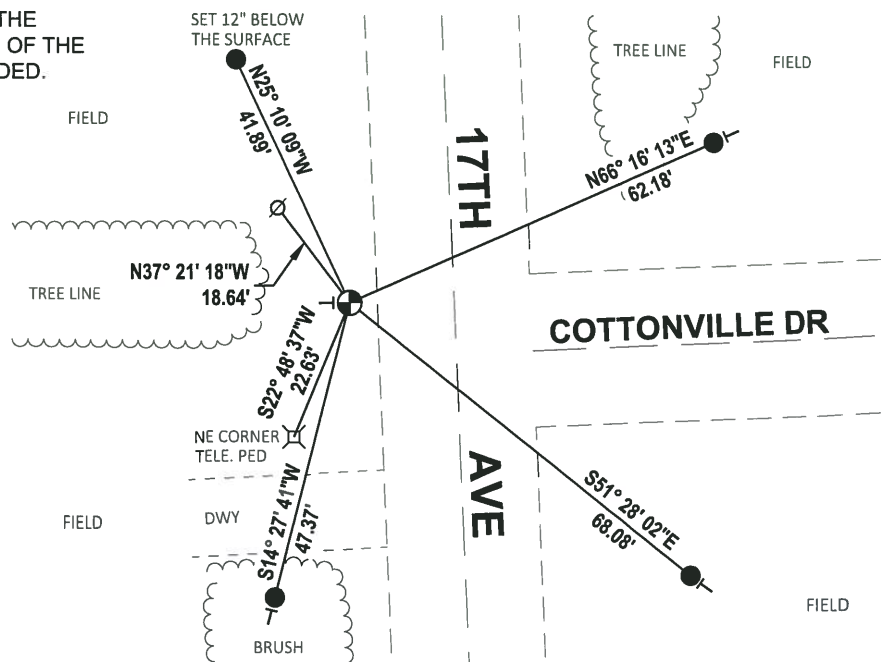 THE
OF THE
DED.
SET 12" BELOW
THE SURFACE
TREE LINE
FIELD
FIELD
N25° 10' 09"W
41.89'
17TH
N66° 16' 13"E
62.18'
N37° 21' 18"W
18.64'
TREE LINE
COTTONVILLE DR
S22° 48' 37"W
22.63'
NE CORNER
TELE. PED
AVE
S14° 27' 41"W
47.37'
S51° 28' 02"E
68.08'
FIELD
DWY
FIELD
BRUSH